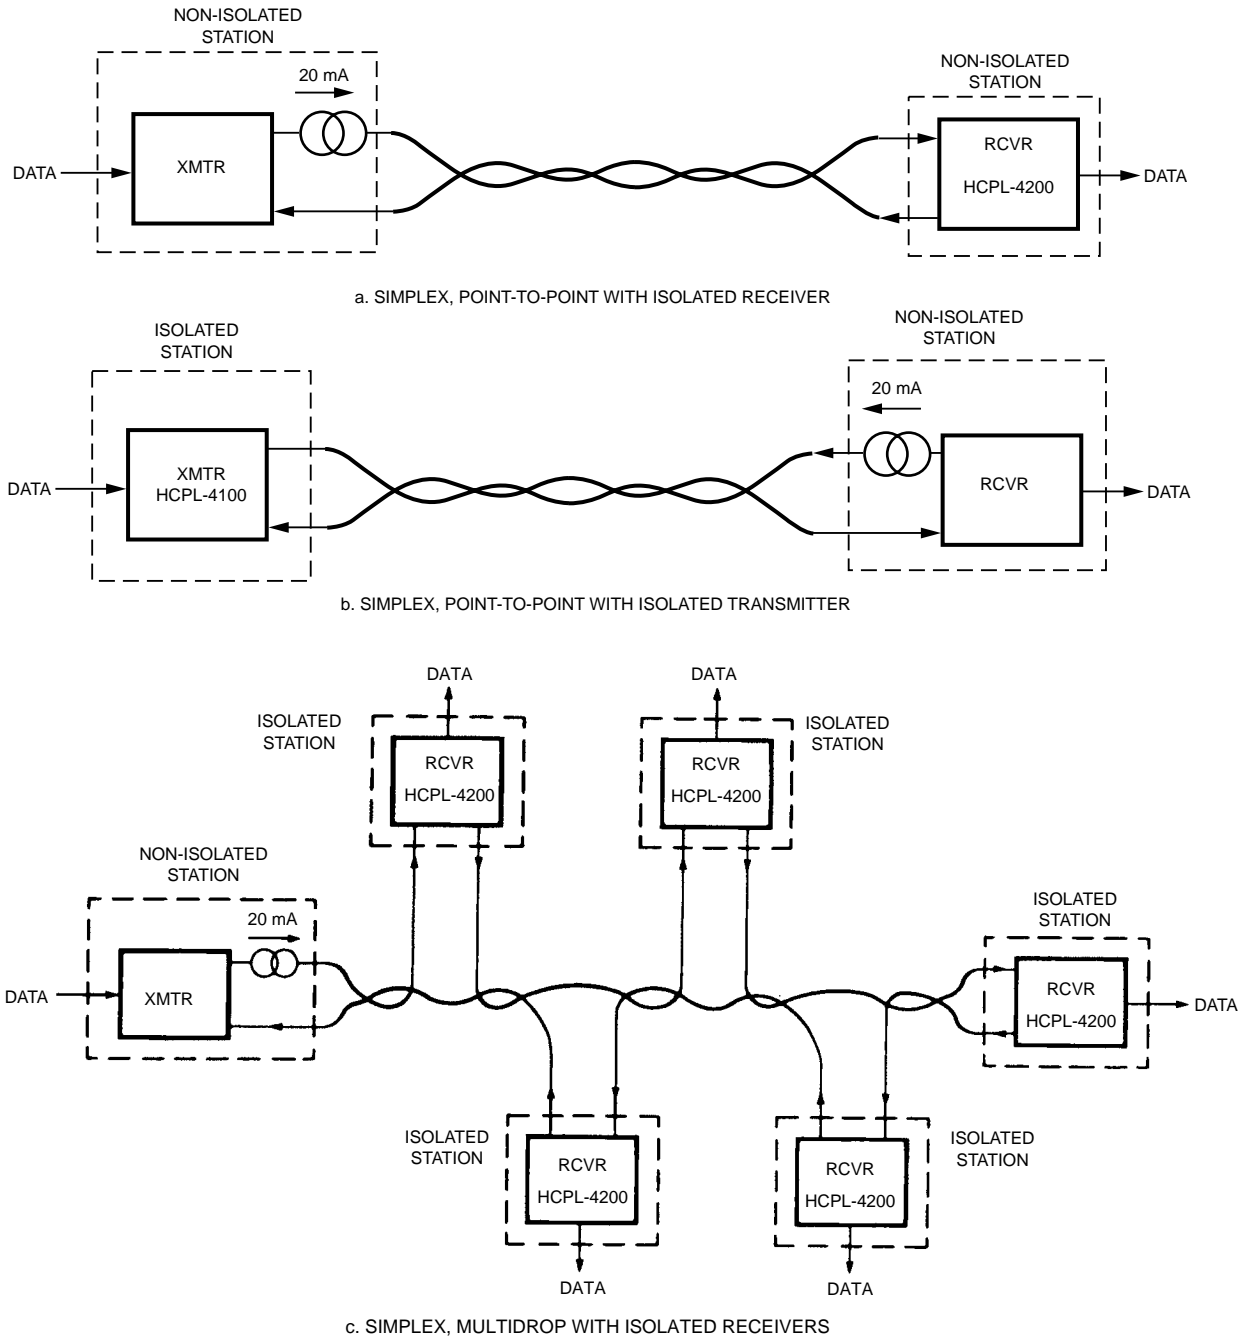 NON-ISOLATED
STATION
20 mA
XMTR
DATA
NON-ISOLATED
STATION
RCVR
HCPL-4200
DATA
a. SIMPLEX, POINT-TO-POINT WITH ISOLATED RECEIVER
ISOLATED
STATION
XMTR
HCPL-4100
DATA
NON-ISOLATED
STATION
20 mA
RCVR
DATA
b. SIMPLEX, POINT-TO-POINT WITH ISOLATED TRANSMITTER
DATA
ISOLATED
STATION
RCVR
HCPL-4200
DATA
ISOLATED
STATION
RCVR
HCPL-4200
NON-ISOLATED
STATION
20 mA
XMTR
DATA
ISOLATED
STATION
RCVR
HCPL-4200
DATA
ISOLATED
STATION
RCVR
HCPL-4200
DATA
ISOLATED
STATION
RCVR
HCPL-4200
DATA
c. SIMPLEX, MULTIDROP WITH ISOLATED RECEIVERS